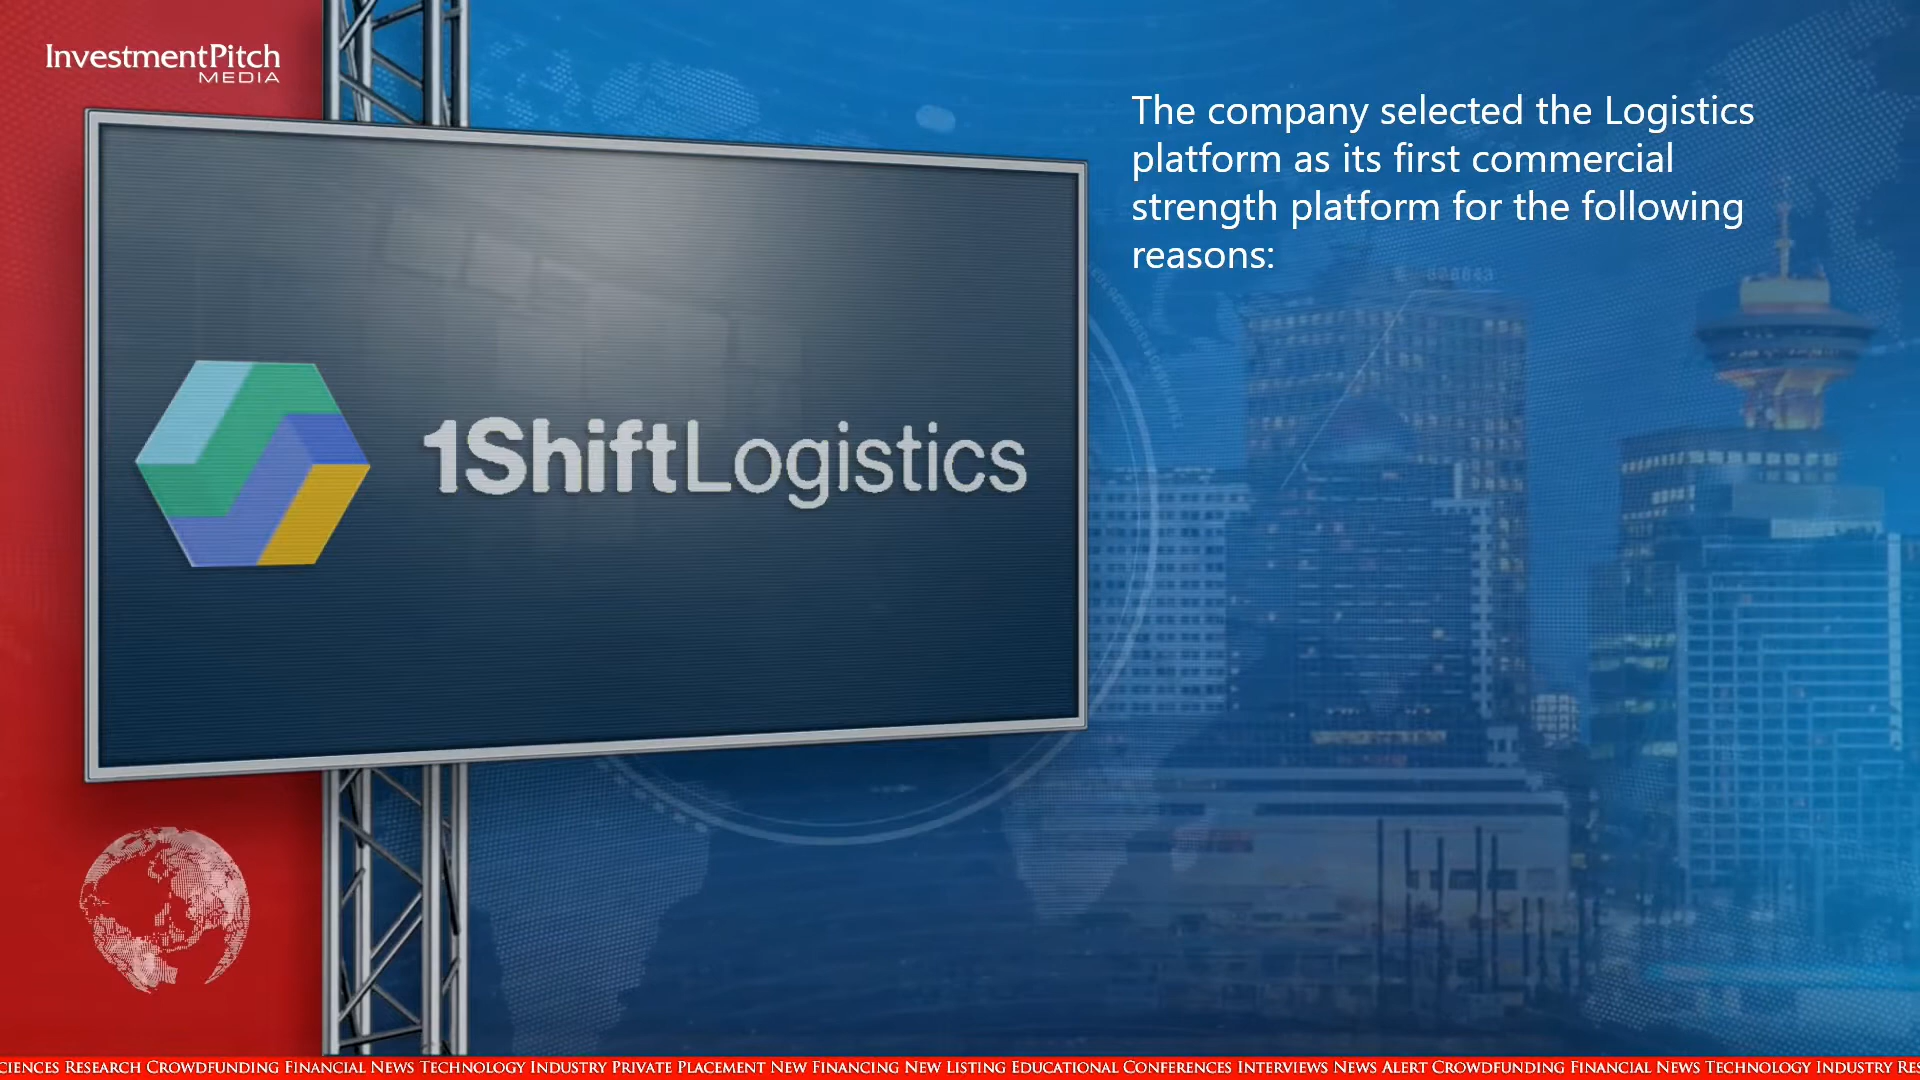 InvestmentPitch
MEDIA
The company selected the Logistics
platform as its first commercial
strength platform for the following
reasons:
1ShiftLogistics
CIENCES RESEARCH CROWDFUNDING FINANCIAL NEWS TECHNOLOGY INDUSTRY PRIVATE PLACEMENT NEW FINANCING NEW LISTING EDUCATIONAL CONFERENCES INTERVIEWS NEWS ALERT CROWDFUNDING FINANCIAL NEWS TECHNOLOGY INDUSTRY RES